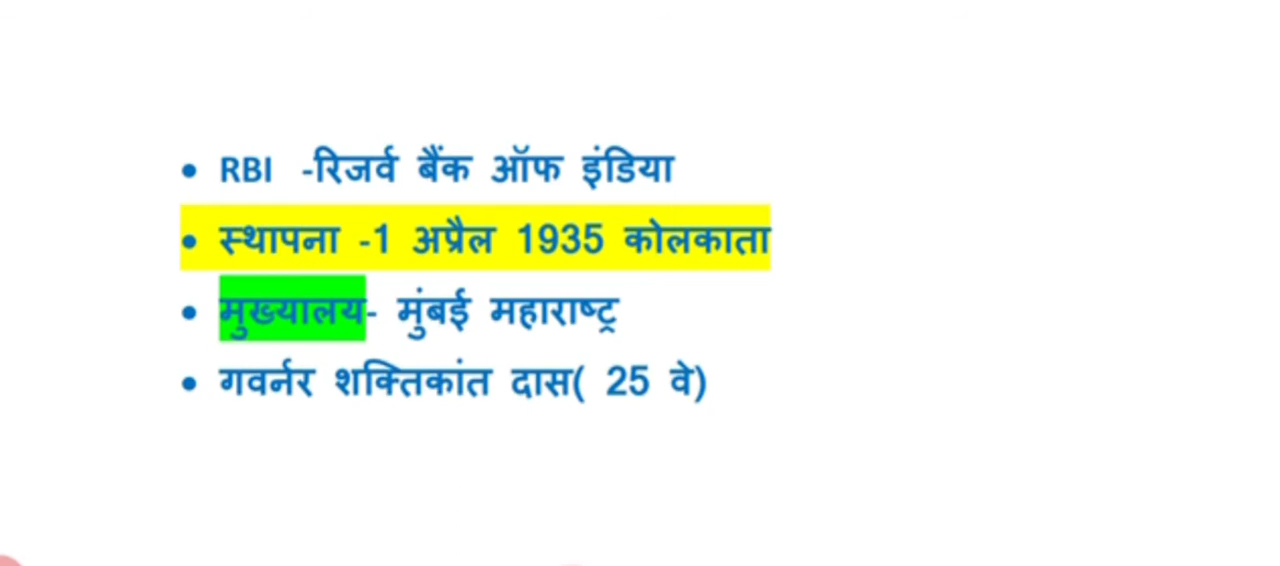 • RBI -रिजर्व बैंक ऑफ इंडिया
• स्थापना -1 अप्रैल 1935 कोलकाता
• मुख्यालय- मुंबई महाराष्ट्र
• गवर्नर शक्तिकांत दास( 25 वे)